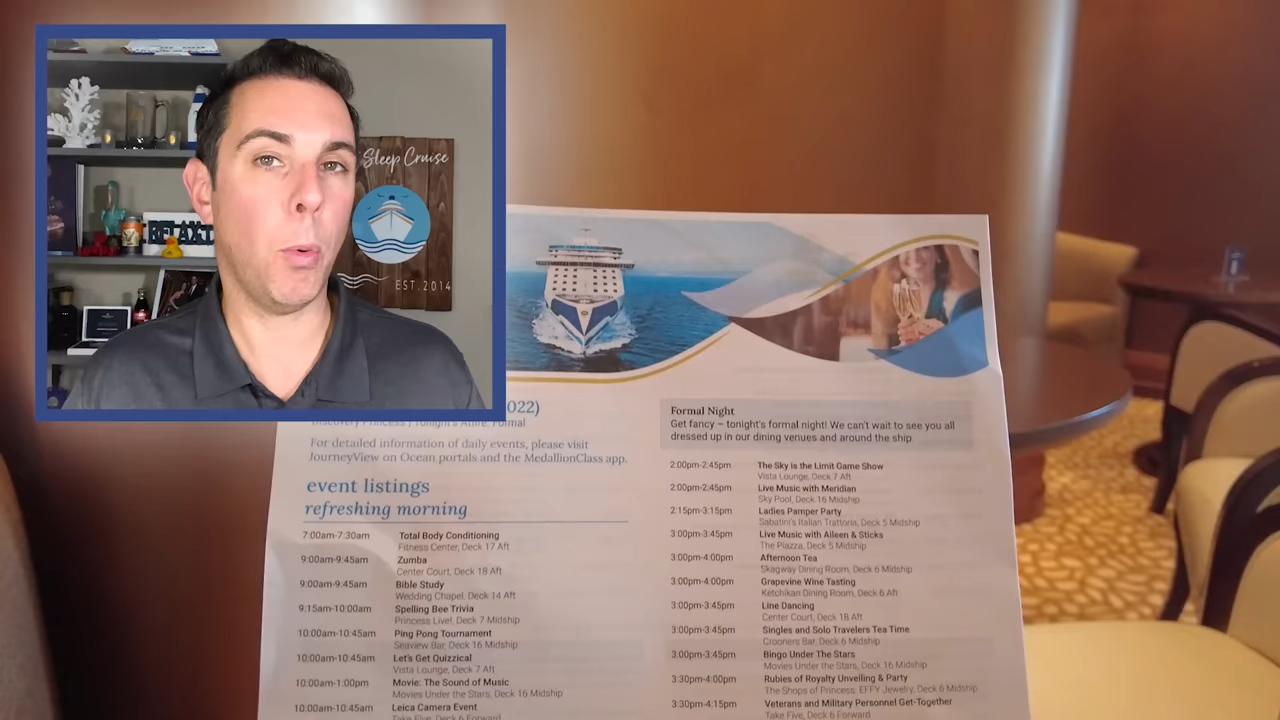 Sleep Cruise
EST.2014
RELAX
022)
Discovery Princess | Tonight's Attire: Formal
For detailed information of daily events, please visit
JourneyView on Ocean portals and the MedallionClass app.
event listings
refreshing morning
7:00am-7:30am Total Body Conditioning
Fitness Center, Deck 17 Aft
9:00am-9:45am Zumba
Center Court, Deck 18 Aft
9:00am-9:45am Bible Study
Wedding Chapel, Deck 14 Aft
9:15am-10:00am Spelling Bee Trivia
Princess Live!, Deck 7 Midship
10:00am-10:45am Ping Pong Tournament
Seaview Bar, Deck 16 Midship
10:00am-10:45am Let's Get Quizzical
Vista Lounge, Deck 7 Aft
10:00am-1:00pm Movie: The Sound of Music
Movies Under the Stars, Deck 16 Midship
10:00am-10:45am Leica Camera Event
Take Five, Deck 6 Forward
Formal Night
Get fancy – tonight's formal night! We can't wait to see you all
dressed up in our dining venues and around the ship
2:00pm-2:45pm The Sky is the Limit Game Show
Vista Lounge, Deck 7 Aft
2:00pm-2:45pm Live Music with Meridian
Sky Pool, Deck 16 Midship
2:15pm-3:15pm Ladies Pamper Party
Sabatini's Italian Trattoria, Deck 5 Midship
3:00pm-3:45pm Live Music with Aileen & Sticks
The Piazza, Deck 5 Midship
3:00pm-4:00pm Afternoon Tea
Skagway Dining Room, Deck 6 Midship
3:00pm-4:00pm Grapevine Wine Tasting
Ketchikan Dining Room, Deck 6 Aft
3:00pm-3:45pm Line Dancing
Center Court, Deck 18 Aft
3:00pm-3:45pm Singles and Solo Travelers Tea Time
Crooners Bar, Deck 6 Midship
3:00pm-3:45pm Bingo Under The Stars
Movies Under the Stars, Deck 16 Midship
3:30pm-4:00pm Rubies of Royalty Unveiling & Party
The Shops of Princess: EFFY Jewelry, Deck 6 Midship
3:30pm-4:15pm Veterans and Military Personnel Get-Together
Take Five, Deck 6 Forward